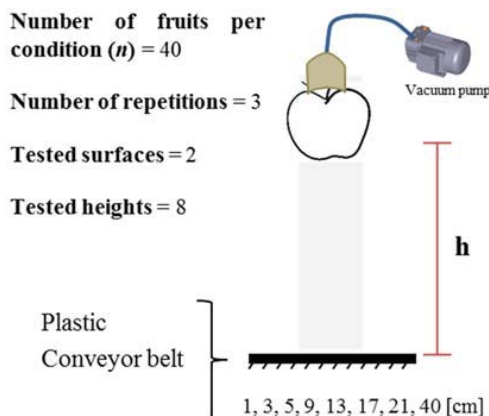 Number of fruits per
condition (n) = 40
Number of repetitions = 3
Tested surfaces = 2
Tested heights = 8
Vacuum pump
h
Plastic
Conveyor belt
1, 3, 5, 9, 13, 17, 21, 40 [cm]